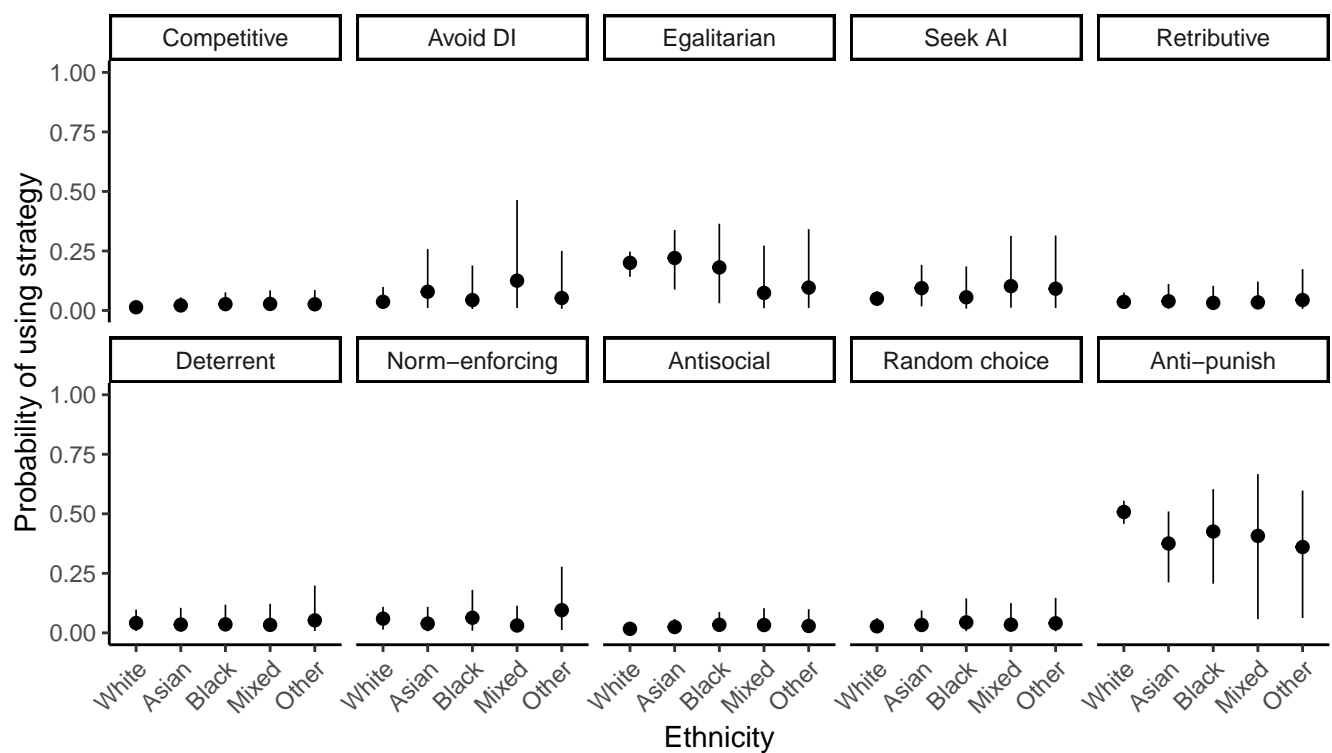 Competitive Avoid DI Egalitarian Seek AI Retributive
1.00
0.75
0.50
0.25
0.00
Deterrent Norm−enforcing Antisocial Random choice Anti−punish
1.00
0.75
0.50
0.25
0.00
White Asian Black Mixed Other White Asian Black Mixed Other White Asian Black Mixed Other White Asian Black Mixed Other White Asian Black Mixed Other
Ethnicity
Probability of using strategy